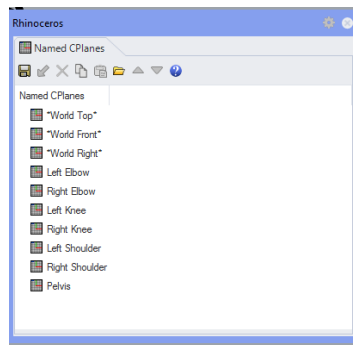 Rhinoceros
Named CPlanes
Named CPlanes
"World Top"
"World Front"
"World Right"
Left Elbow
Right Elbow
Left Knee
Right Knee
Left Shoulder
Right Shoulder
Pelvis